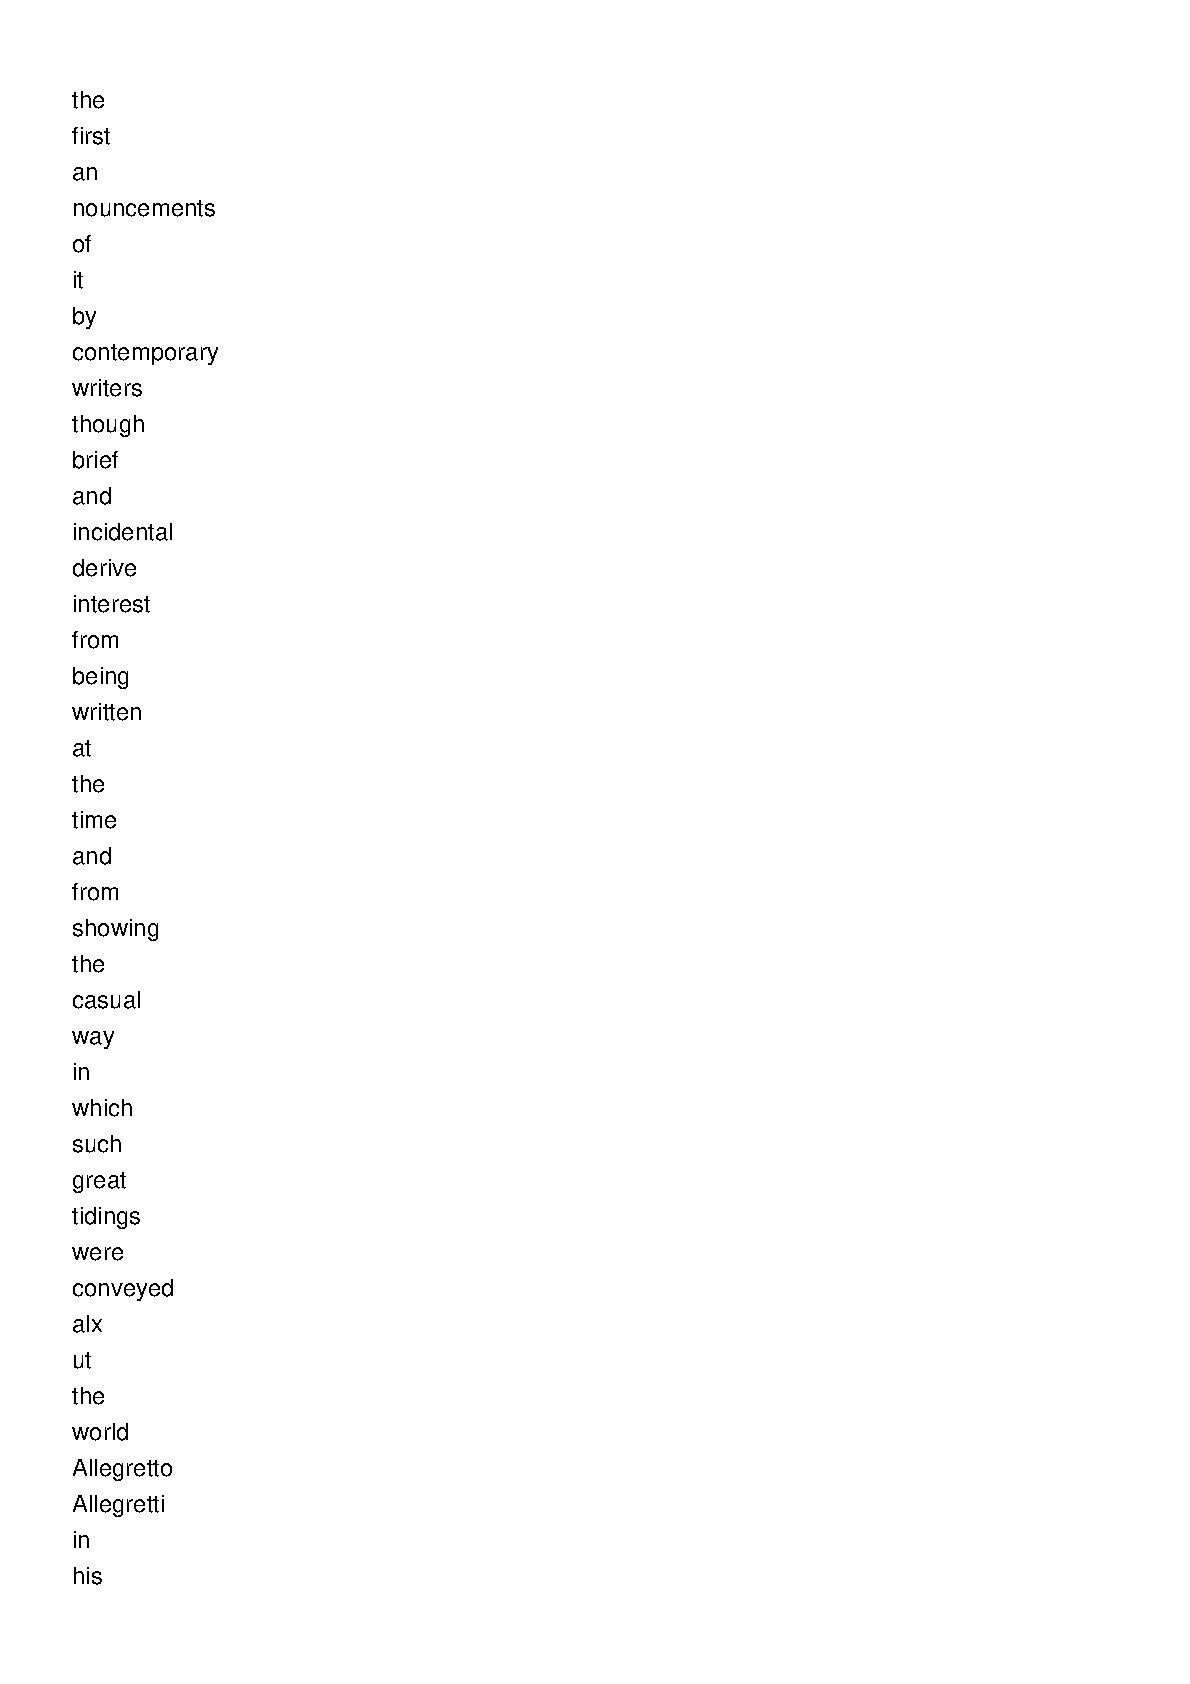 the
first
an
nouncements
of
it
by
contemporary
writers
though
brief
and
incidental
derive
interest
from
being
written
at
the
time
and
from
showing
the
casual
way
in
which
such
great
tidings
were
conveyed
alx
ut
the
world
Allegretto
Allegretti
in
his